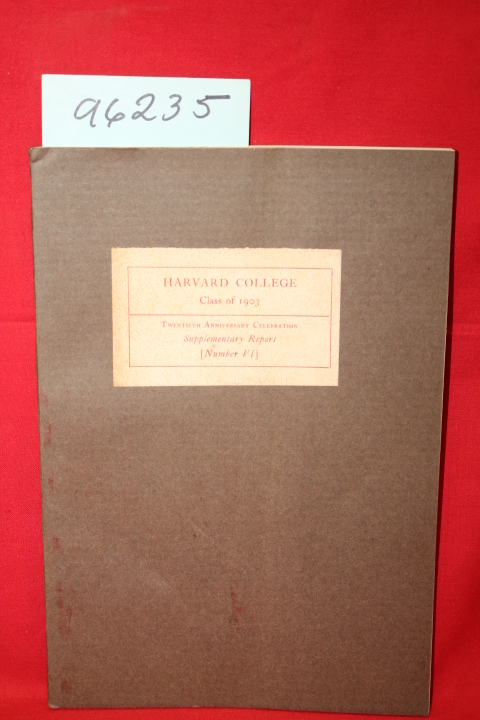 96235
HARVARD COLLEGE
Class of 1903
TWENTIETH ANNIVERSARY CELEBRATION
Supplementary Report
[Number VI]